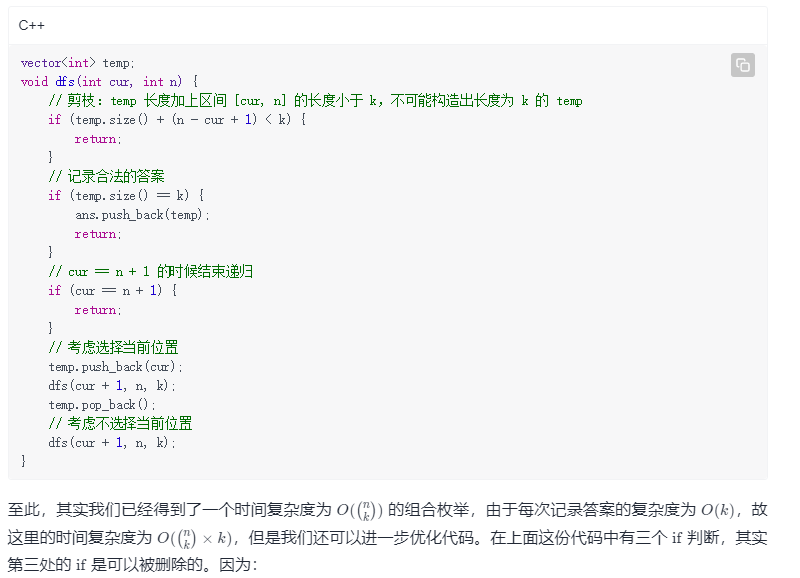 C++
vector<int> temp;
void dfs(int cur, int n) {
    // 剪枝：temp 长度加上区间 [cur, n] 的长度小于 k，不可能构造出长度为 k 的 temp
    if (temp.size() + (n - cur + 1) < k) {
        return;
    }
    // 记录合法的答案
    if (temp.size() == k) {
        ans.push_back(temp);
        return;
    }
    // cur == n + 1 的时候结束递归
    if (cur == n + 1) {
        return;
    }
    // 考虑选择当前位置
    temp.push_back(cur);
    dfs(cur + 1, n, k);
    temp.pop_back();
    // 考虑不选择当前位置
    dfs(cur + 1, n, k);
}
至此，其实我们已经得到了一个时间复杂度为 O((n k)) 的组合枚举，由于每次记录答案的复杂度为 O(k)，故
这里的时间复杂度为 O((n k) × k)，但是我们还可以进一步优化代码。在上面这份代码中有三个 if 判断，其实
第三处的 if 是可以被删除的。因为：